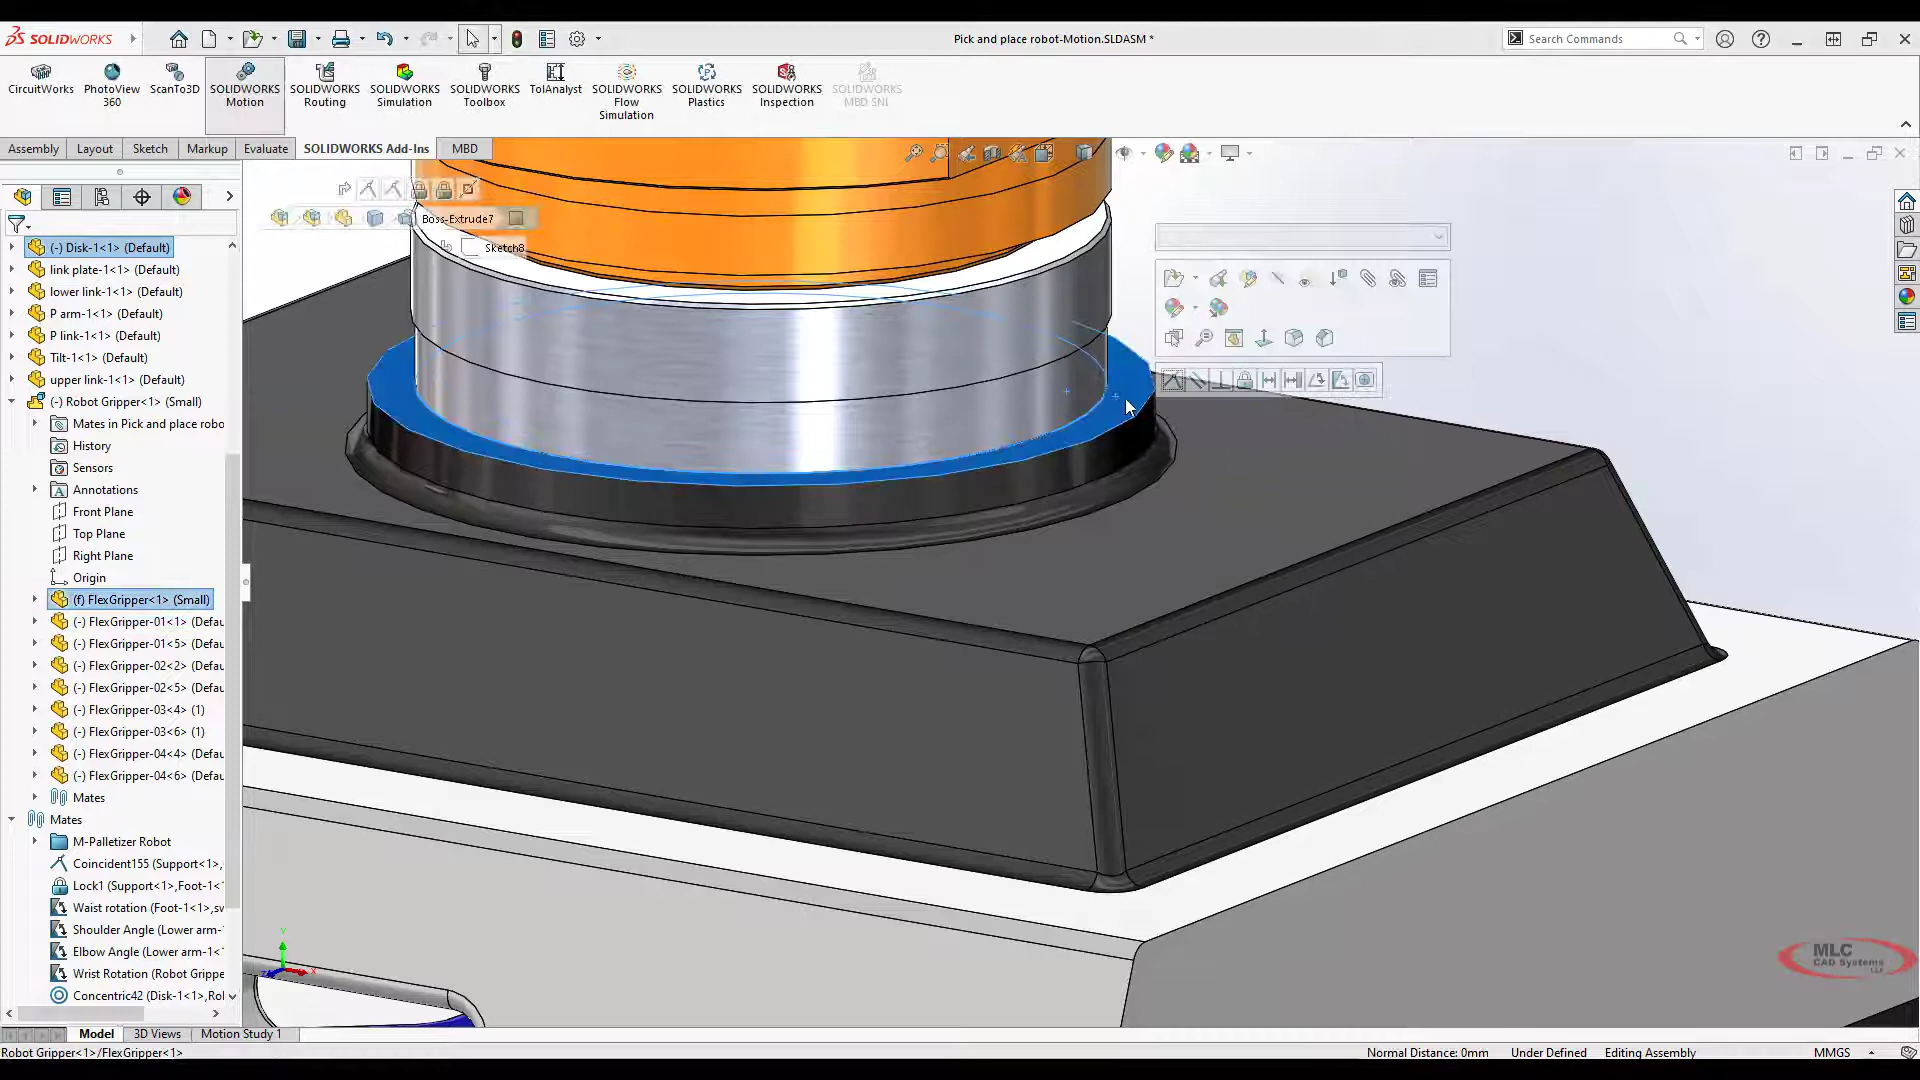 SOLIDWORKS
Pick and place robot-Motion.SLDASM *
Search Commands
CircuitWorks
PhotoView 360
ScanTo3D
SOLIDWORKS Motion
SOLIDWORKS Routing
SOLIDWORKS Simulation
SOLIDWORKS Toolbox
TolAnalyst
SOLIDWORKS Flow Simulation
SOLIDWORKS Plastics
SOLIDWORKS Inspection
SOLIDWORKS MBD SNL
Assembly
Layout
Sketch
Markup
Evaluate
SOLIDWORKS Add-Ins
MBD
Boss-Extrude7
Sketch8
(-) Disk-1<1> (Default)
link plate-1<1> (Default)
lower link-1<1> (Default)
P arm-1<1> (Default)
P link-1<1> (Default)
Tilt-1<1> (Default)
upper link-1<1> (Default)
(-) Robot Gripper<1> (Small)
Mates in Pick and place robo
History
Sensors
Annotations
Front Plane
Top Plane
Right Plane
Origin
(f) FlexGripper<1> (Small)
(-) FlexGripper-01<1> (Defau
(-) FlexGripper-01<5> (Defau
(-) FlexGripper-02<2> (Defau
(-) FlexGripper-02<5> (Defau
(-) FlexGripper-03<4> (1)
(-) FlexGripper-03<6> (1)
(-) FlexGripper-04<4> (Defau
(-) FlexGripper-04<6> (Defau
Mates
Mates
M-Palletizer Robot
Coincident155 (Support<1>,
Lock1 (Support<1>,Foot-1<
Waist rotation (Foot-1<1>,sv
Shoulder Angle (Lower arm-
Elbow Angle (Lower arm-1<
Wrist Rotation (Robot Grippe
Concentric42 (Disk-1<1>,Rol
Y
X
Z
MLC
CAD Systems
LLC
Model
3D Views
Motion Study 1
Robot Gripper<1>/FlexGripper<1>
Normal Distance: 0mm
Under Defined
Editing Assembly
MMGS